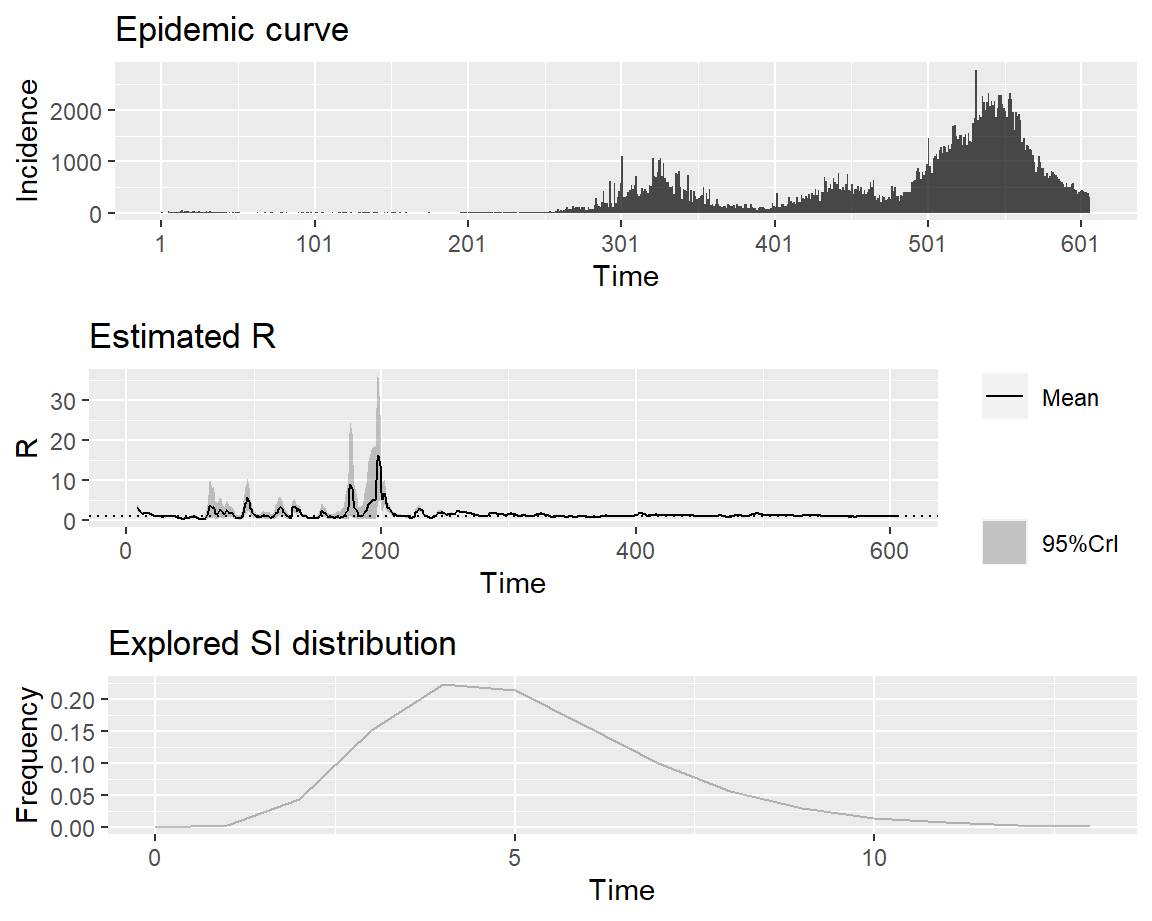 Epidemic curve
Incidence
2000
1000
0
1 101 201 301 401 501 601
Time
Estimated R
R
30
20
10
0
0 200 400 600
Time
Mean
95%CrI
Explored SI distribution
Frequency
0.20
0.15
0.10
0.05
0.00
0 5 10
Time